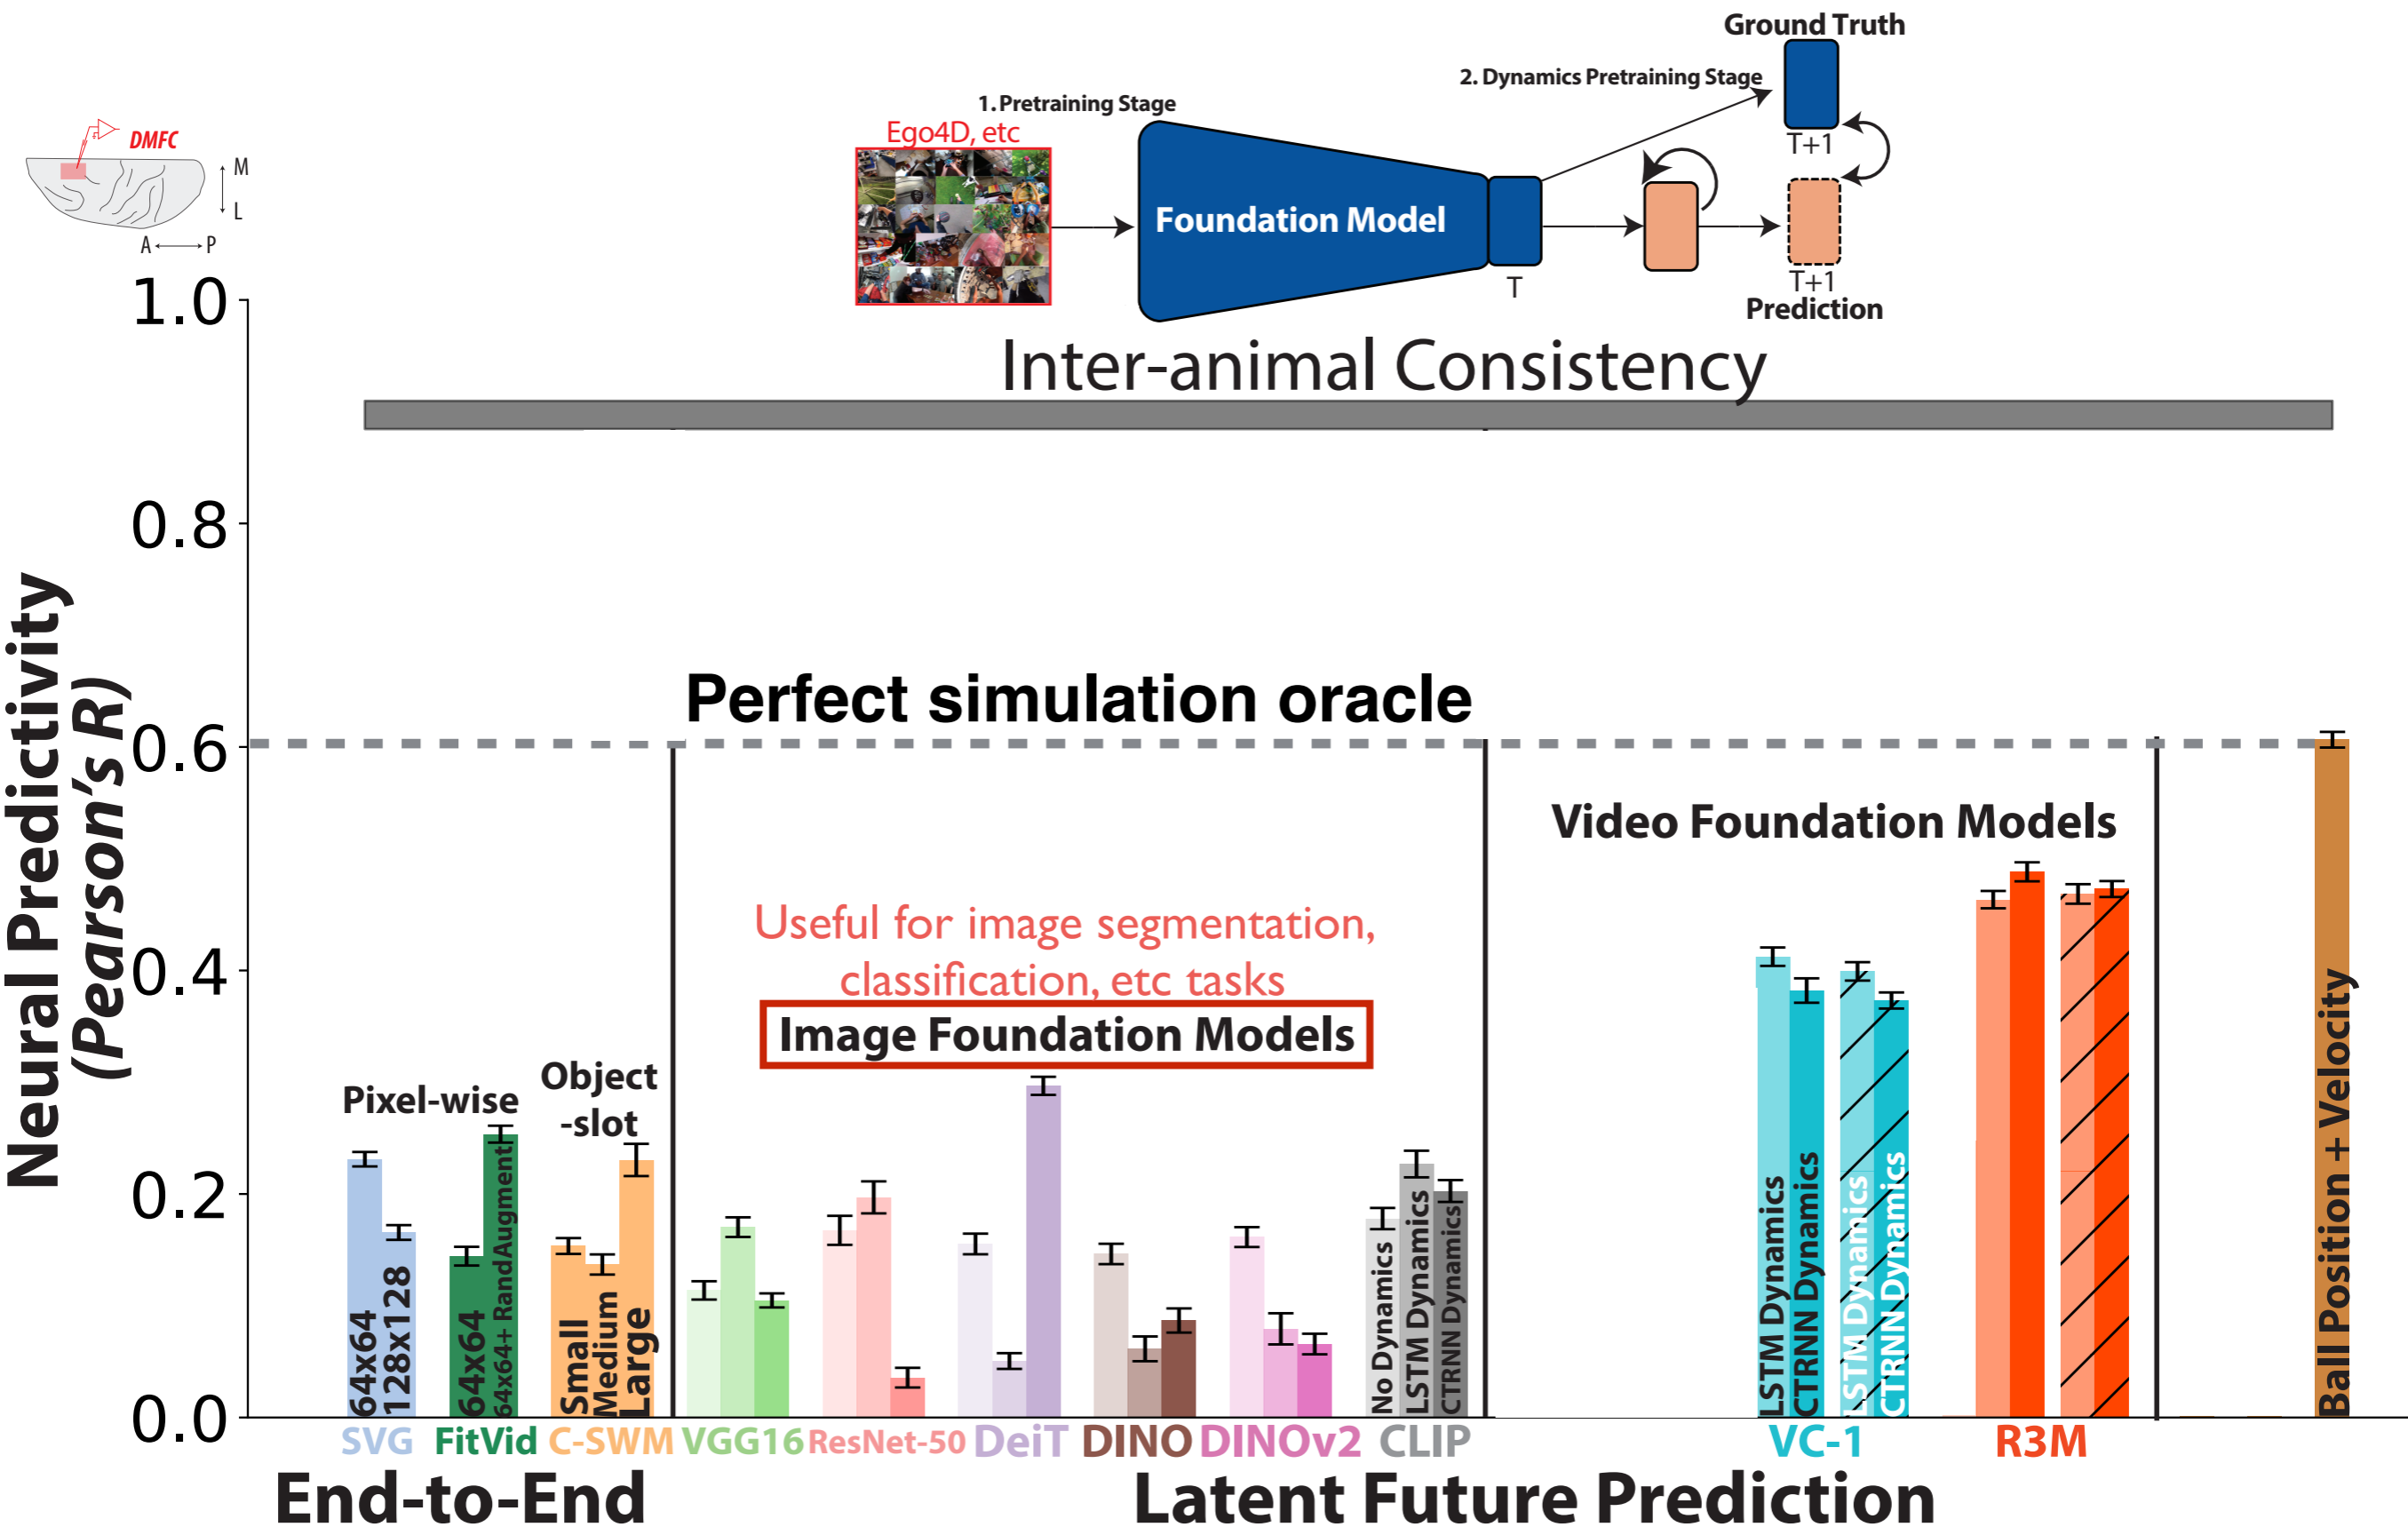 Ground Truth
2. Dynamics Pretraining Stage
1. Pretraining Stage
Ego4D, etc
DMFC
M
L
A
P
T+1
Foundation Model
T
T+1
Prediction
Inter-animal Consistency
1.0
0.8
0.6
0.4
0.2
0.0
Neural Predictivity
(Pearson's R)
Perfect simulation oracle
Video Foundation Models
Useful for image segmentation,
classification, etc tasks
Image Foundation Models
Pixel-wise
Object
-slot
64x64
128x128
64x64
64x64+ RandAugment
Small
Medium
Large
No Dynamics
LSTM Dynamics
CTRNN Dynamics
LSTM Dynamics
CTRNN Dynamics
LSTM Dynamics
CTRNN Dynamics
Ball Position + Velocity
SVG
FitVid
C-SWM
VGG16
ResNet-50
DeiT
DINO
DINOv2
CLIP
VC-1
R3M
End-to-End
Latent Future Prediction